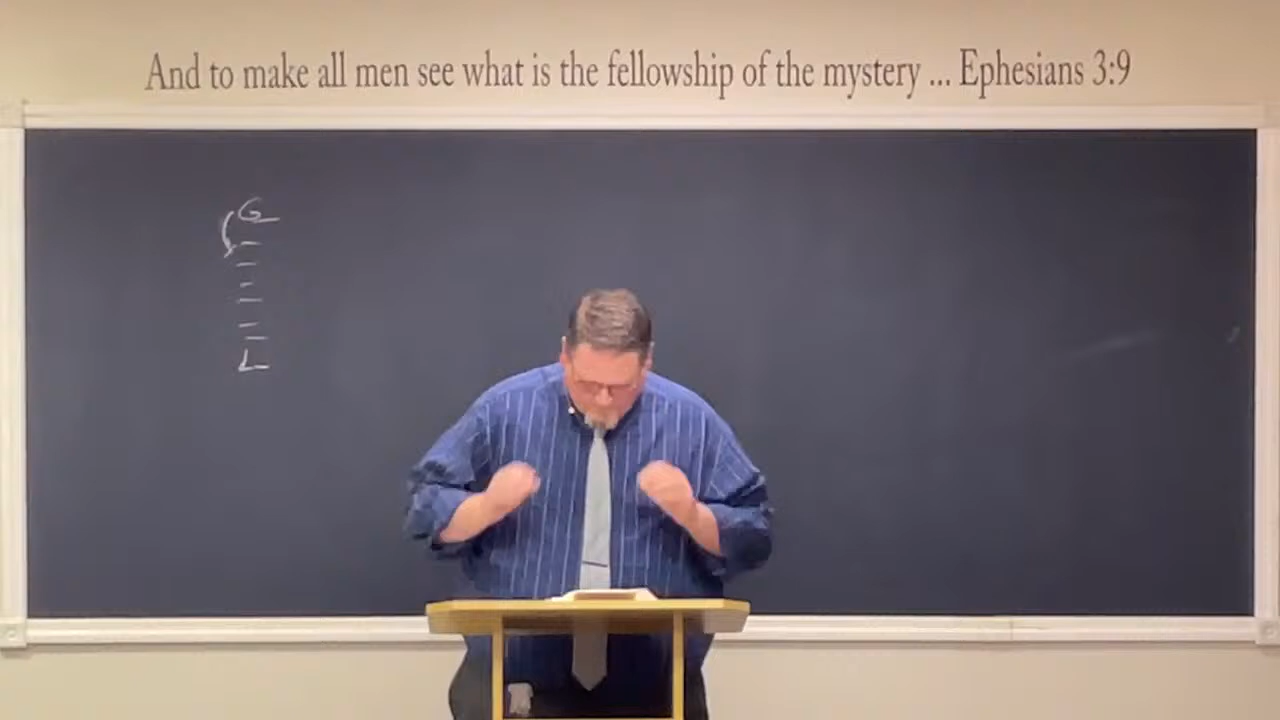 And to make all men see what is the fellowship of the mystery ... Ephesians 3:9
G
L